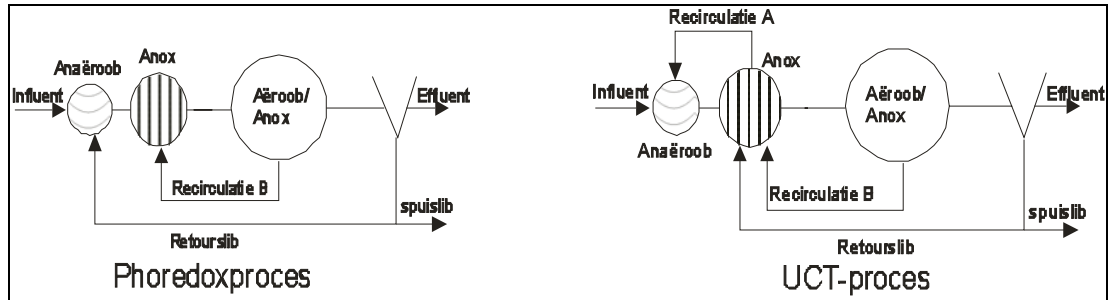 Anaëroob
Anox
Influent
Aëroob/
Anox
Effluent
Recirculatie B
spuislib
Retourslib
Phoredoxproces
Recirculatie A
Anox
Influent
Anaëroob
Aëroob/
Anox
Effluent
Recirculatie B
spuislib
Retourslib
UCT-proces